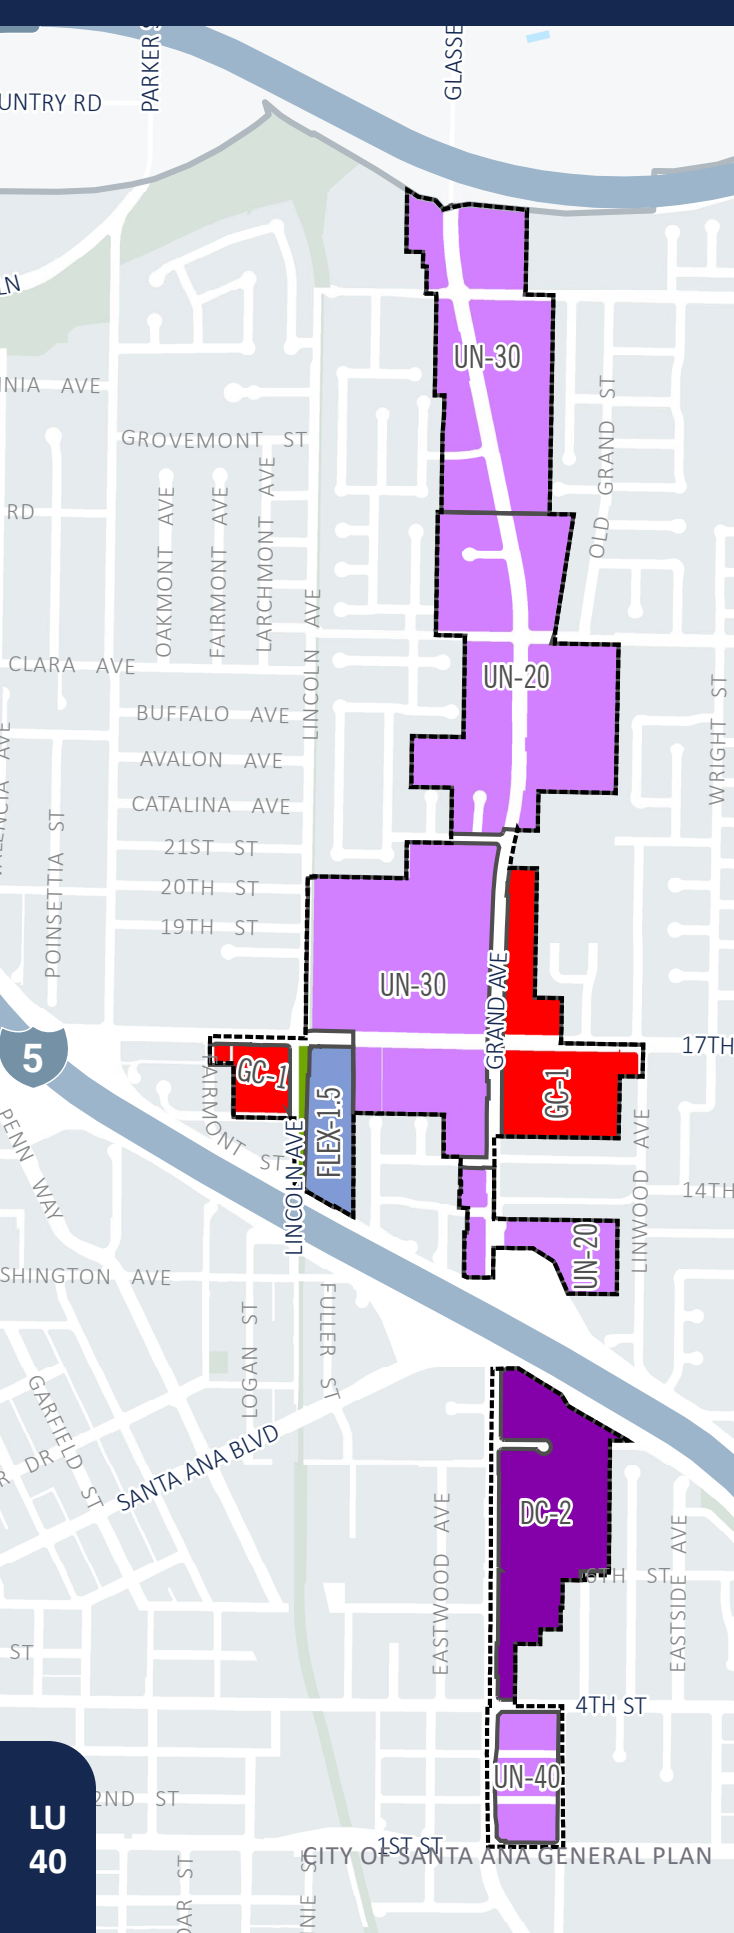 PARKER S
GLASSE
UNTRY RD
LN
UN-30
NIA AVE
GROVEMONT ST
OLD GRAND ST
RD
OAKMONT AVE
FAIRMONT AVE
LARCHMONT AVE
LINCOLN AVE
CLARA AVE
UN-20
WRIGHT ST
BUFFALO AVE
AVALON AVE
CATALINA AVE
21ST ST
20TH ST
19TH ST
POINSETTIA ST
UN-30
GRAND AVE
5
17TH
GC-1
FAIRMONT ST
FLEX-1.5
GC-1
LINCOLN AVE
PENN WAY
LINWOOD AVE
14TH
UN-20
SHINGTON AVE
LOGAN ST
FULLER ST
GARFIELD ST
R DR
SANTA ANA BLVD
DC-2
EASTWOOD AVE
6TH ST
EASTSIDE AVE
ST
4TH ST
UN-40
LU
40
2ND ST
1ST ST
CITY OF SANTA ANA GENERAL PLAN
DAR ST
NIE ST